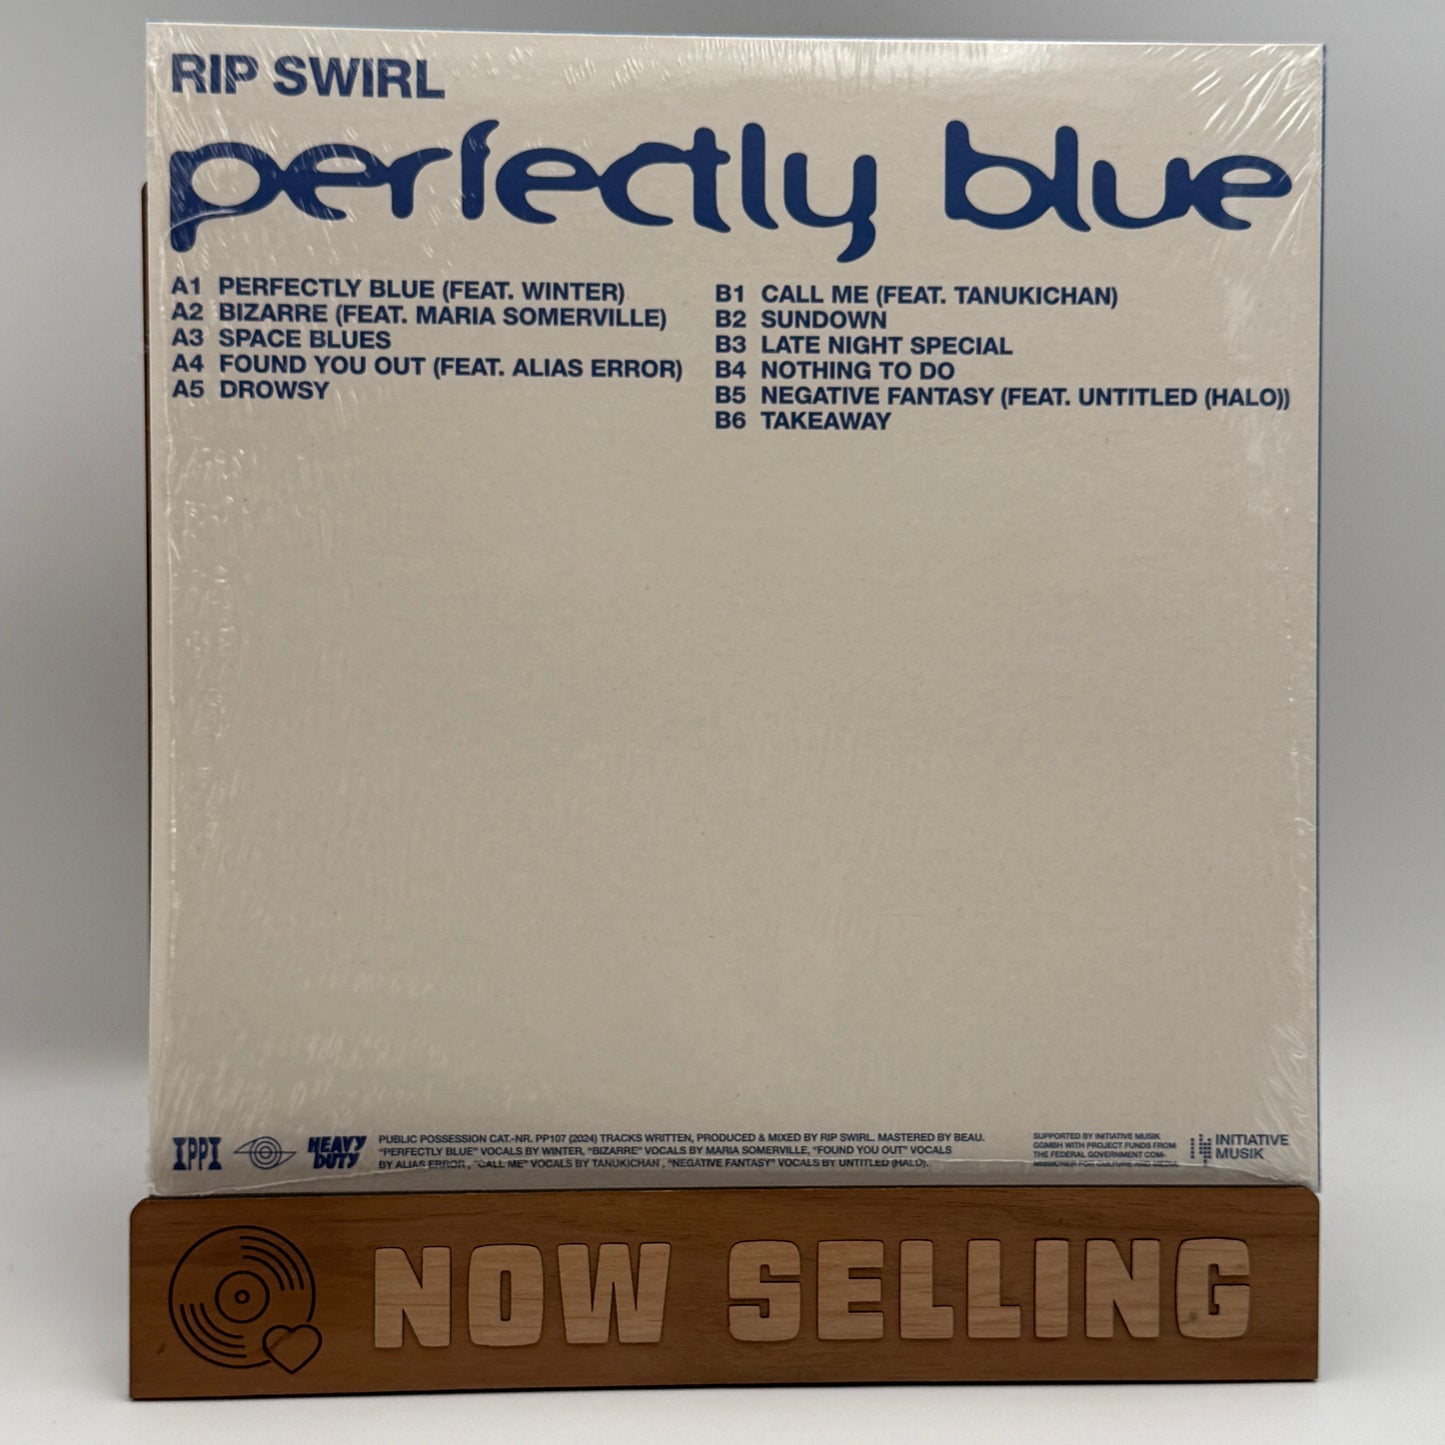 RIP SWIRL
perfectly blue
A1 PERFECTLY BLUE (FEAT. WINTER)
A2 BIZARRE (FEAT. MARIA SOMERVILLE)
A3 SPACE BLUES
A4 FOUND YOU OUT (FEAT. ALIAS ERROR)
A5 DROWSY
B1 CALL ME (FEAT. TANUKICHAN)
B2 SUNDOWN
B3 LATE NIGHT SPECIAL
B4 NOTHING TO DO
B5 NEGATIVE FANTASY (FEAT. UNTITLED (HALO))
B6 TAKEAWAY
IPPI
HEAVY
DUTY
PUBLIC POSSESSION CAT.-NR. PP107 (2024) TRACKS WRITTEN, PRODUCED & MIXED BY RIP SWIRL. MASTERED BY BEAU.
"PERFECTLY BLUE" VOCALS BY WINTER, "BIZARRE" VOCALS BY MARIA SOMERVILLE, "FOUND YOU OUT" VOCALS
BY ALIAS ERROR , "CALL ME" VOCALS BY TANUKICHAN , "NEGATIVE FANTASY" VOCALS BY UNTITLED (HALO).
SUPPORTED BY INITIATIVE MUSIK
GGMBH WITH PROJECT FUNDS FROM
THE FEDERAL GOVERNMENT COM-
MISSIONER FOR CULTURE AND MEDIA
INITIATIVE
MUSIK
NOW SELLING